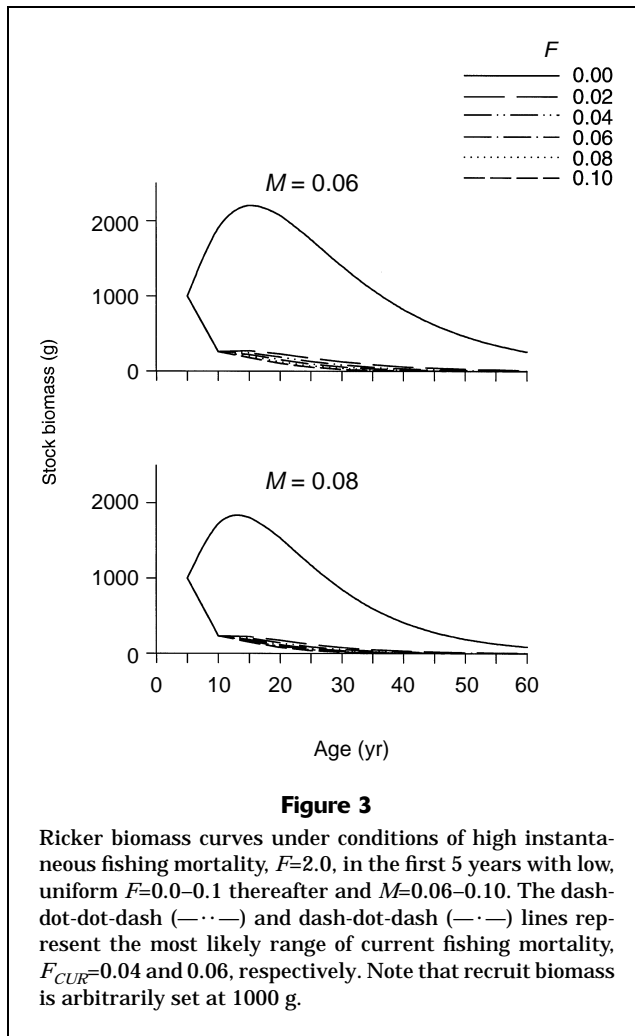 F
0.00
0.02
0.04
0.06
0.08
0.10
M = 0.06
2000
1000
0
Stock biomass (g)
M = 0.08
2000
1000
0
0 10 20 30 40 50 60
Age (yr)
Figure 3
Ricker biomass curves under conditions of high instanta-
neous fishing mortality, F=2.0, in the first 5 years with low,
uniform F=0.0–0.1 thereafter and M=0.06–0.10. The dash-
dot-dot-dash (—··—) and dash-dot-dash (—·—) lines rep-
resent the most likely range of current fishing mortality,
FCUR=0.04 and 0.06, respectively. Note that recruit biomass
is arbitrarily set at 1000 g.